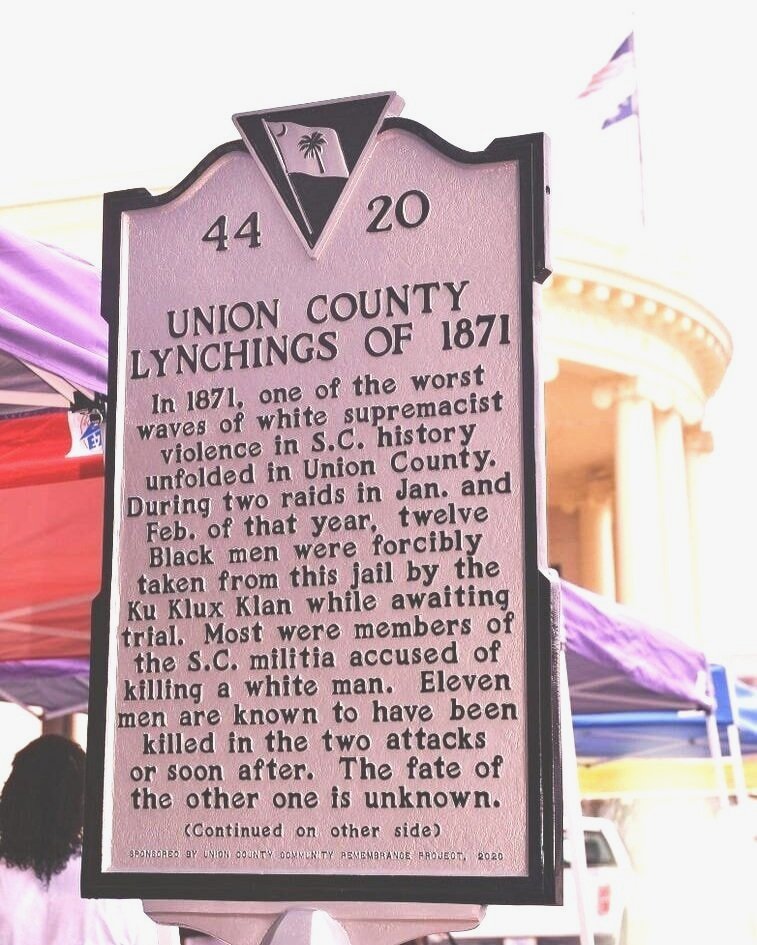 44 20
UNION COUNTY
LYNCHINGS OF 1871
In 1871, one of the worst
waves of white supremacist
violence in S.C. history
unfolded in Union County.
During two raids in Jan. and
Feb. of that year, twelve
Black men were forcibly
taken from this jail by the
Ku Klux Klan while awaiting
trial. Most were members of
the S.C. militia accused of
killing a white man. Eleven
men are known to have been
killed in the two attacks
or soon after. The fate of
the other one is unknown.
(Continued on other side)
SPONSORED BY UNION COUNTY COMMUNITY REMEMBRANCE PROJECT, 2020